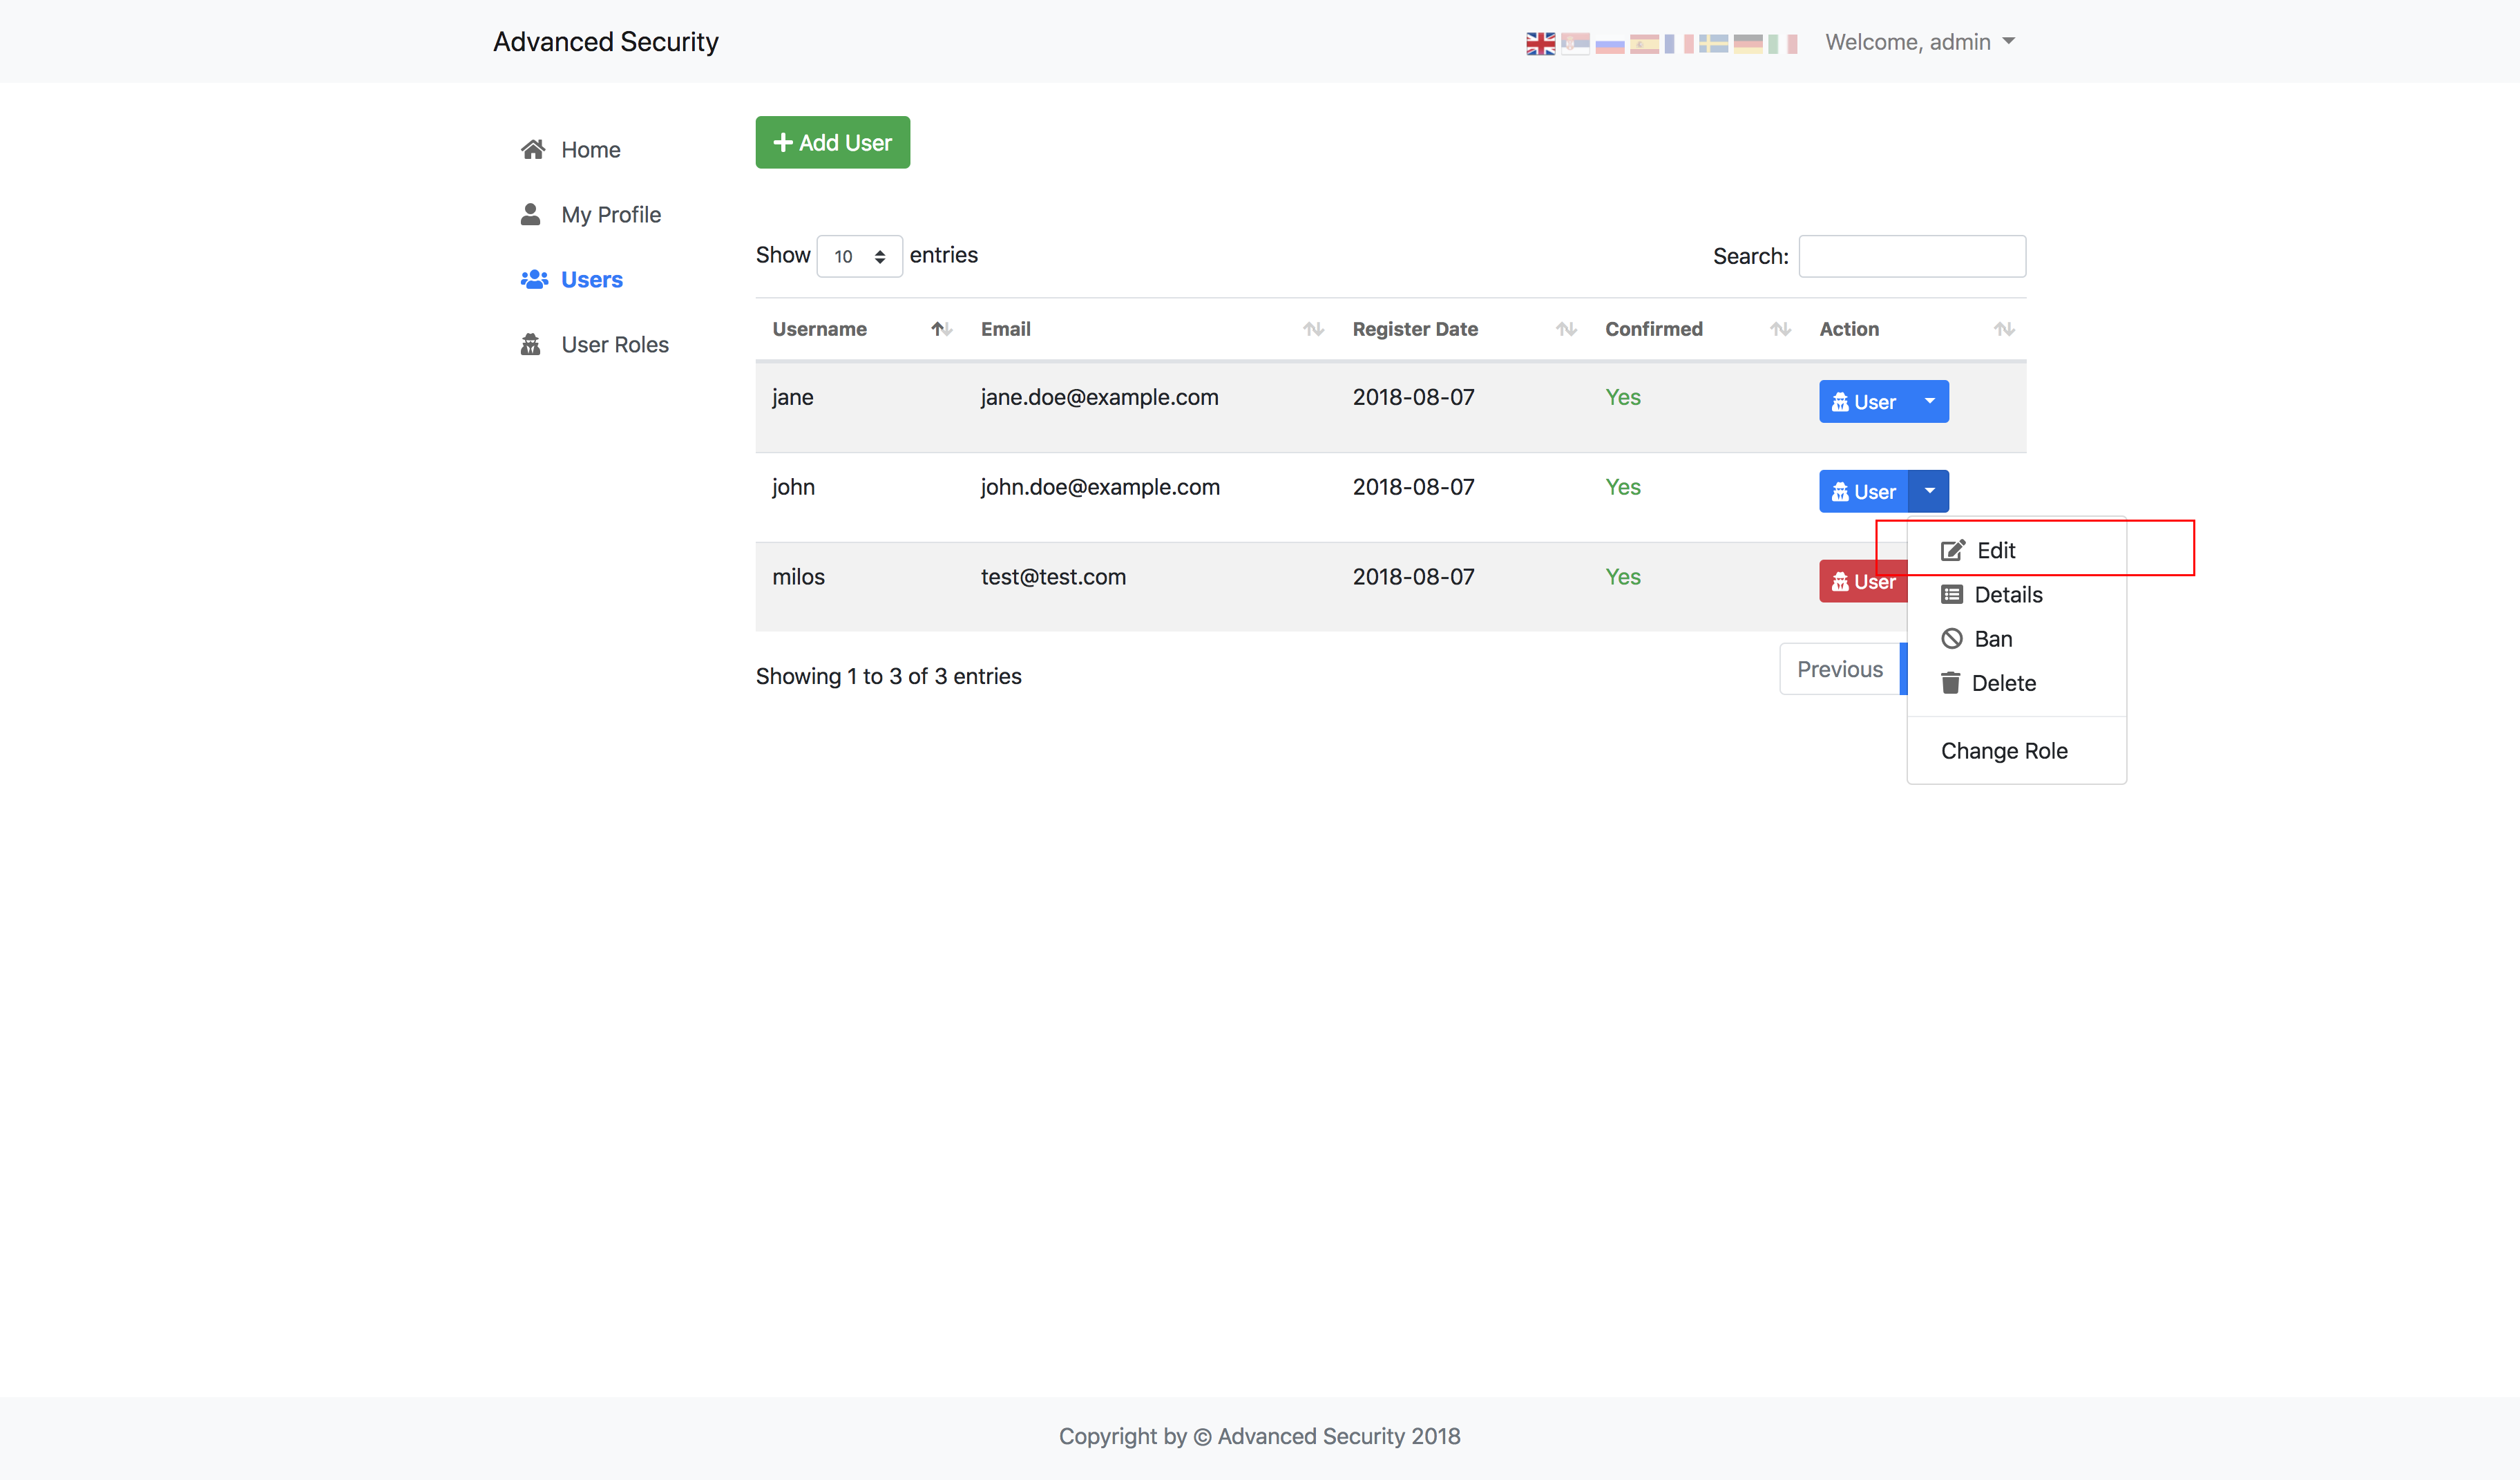 Advanced Security
Welcome, admin
Home
My Profile
Users
User Roles
Add User
Show 10 entries
Search:
Username Email Register Date Confirmed Action
jane jane.doe@example.com 2018-08-07 Yes User
john john.doe@example.com 2018-08-07 Yes User
milos test@test.com 2018-08-07 Yes User
Edit
Details
Ban
Delete
Change Role
Showing 1 to 3 of 3 entries
Previous
Copyright by © Advanced Security 2018